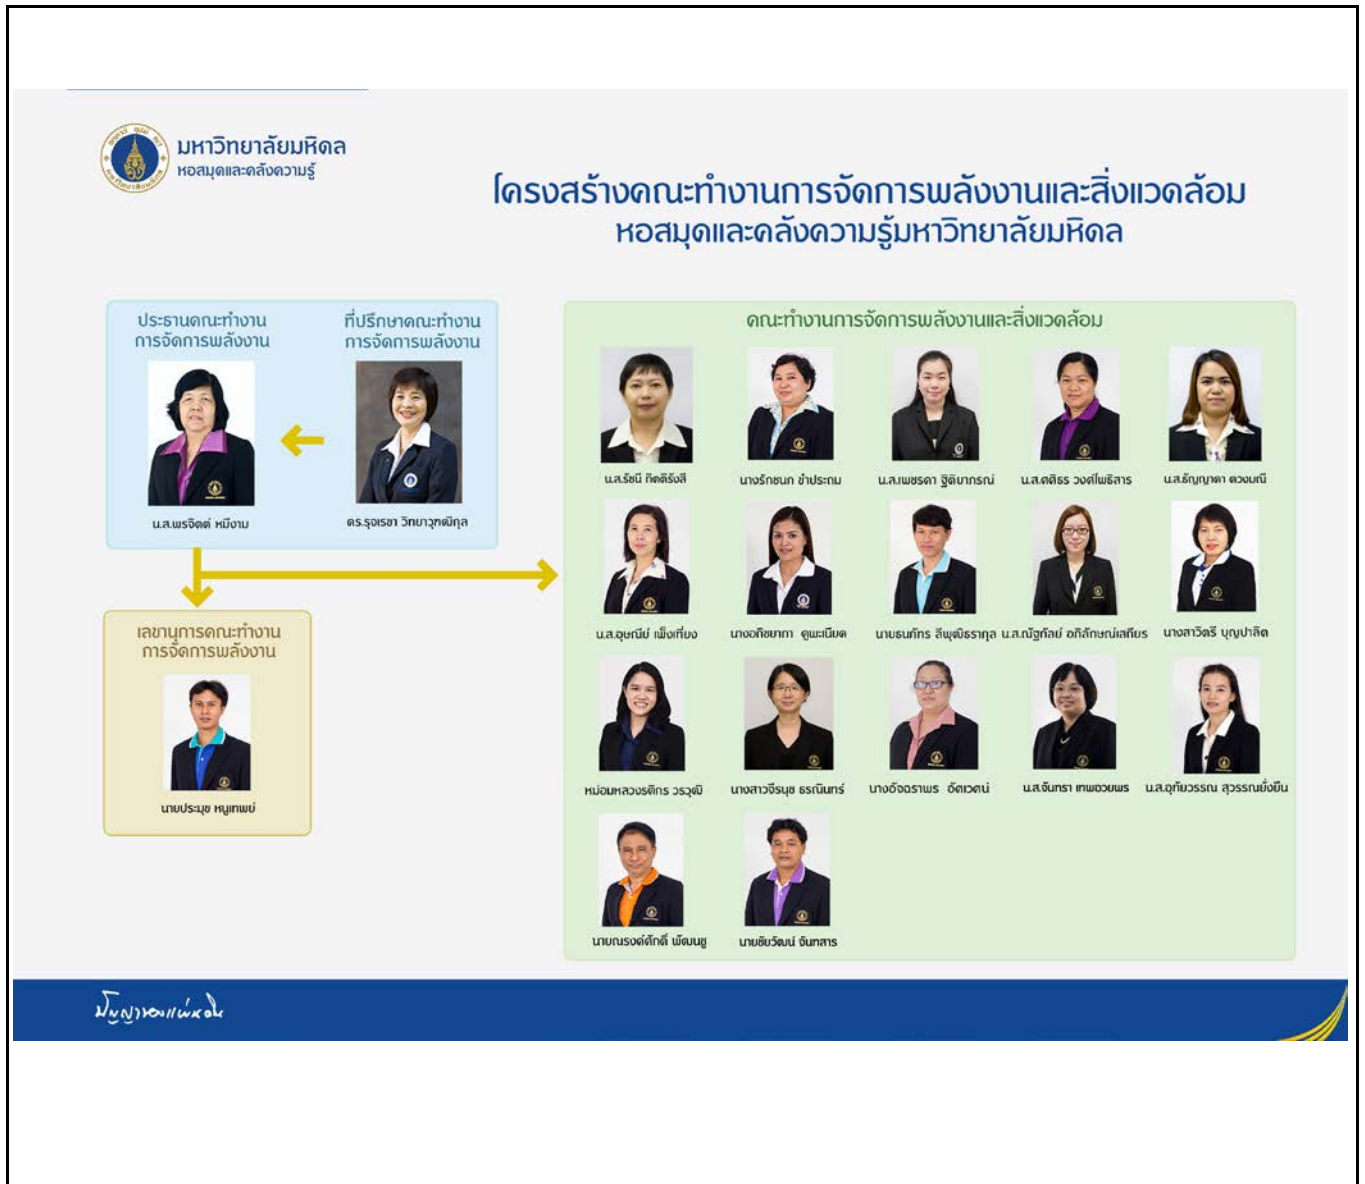 มหาวิทยาลัยมหิดล
หอสมุดและคลังความรู้
โครงสร้างคณะทำงานการจัดการพลังงานและสิ่งแวดล้อม
หอสมุดและคลังความรู้มหาวิทยาลัยมหิดล
ประธานคณะทำงาน
การจัดการพลังงาน
น.ส.พรจิตต์ หมีงาม
ที่ปรึกษาคณะทำงาน
การจัดการพลังงาน
ดร.รุจเรขา วิทยาวุฑฒิกุล
เลขานุการคณะทำงาน
การจัดการพลังงาน
นายประมุข หนูเทพย์
คณะทำงานการจัดการพลังงานและสิ่งแวดล้อม
น.ส.รัชนี กิตติรังสี นางรักชนก ขำประถม น.ส.เพชรดา ฐิติยาภรณ์ น.ส.ศศิธร วงศ์โพธิสาร น.ส.ธัญญาดา ดวงมณี
น.ส.อุษณีย์ เพ็งเที่ยง นางอภิชยาภา คูพะเนียด นายธนภัทร ลีพุฒิธรากุล น.ส.ณัฐกัลย์ อภิลักษณ์เสถียร นางสาวิตรี บุญปาลิต
หม่อมหลวงรติกร วรวุฒิ นางสาวจีรนุช ธรณินทร์ นางอัจฉราพร อัศเวศน์ น.ส.จันทรา เทพอวยพร น.ส.อุทัยวรรณ สุวรรณยั่งยืน
นายณรงค์ศักดิ์ พัฒนชู นายชัยวัฒน์ จันทสาร
ปัญญาของแผ่นดิน